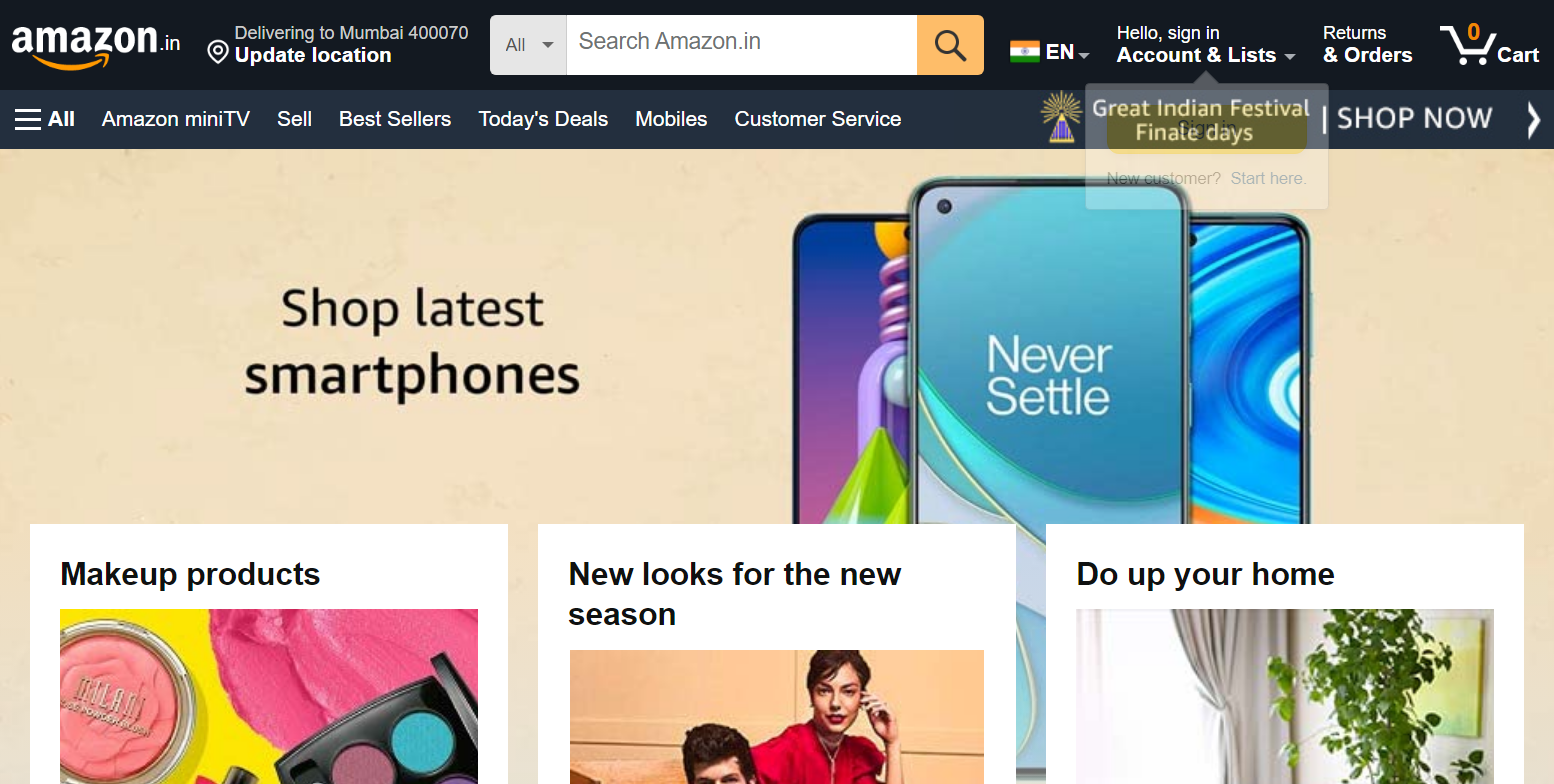 amazon.in
Delivering to Mumbai 400070
Update location
All
Search Amazon.in
EN
Hello, sign in
Account & Lists
Returns
& Orders
0
Cart
All
Amazon miniTV
Sell
Best Sellers
Today's Deals
Mobiles
Customer Service
Great Indian Festival
Finale days
| SHOP NOW
Sign in
New customer? Start here.
Shop latest
smartphones
Never
Settle
Makeup products
New looks for the new
season
Do up your home
MILANI